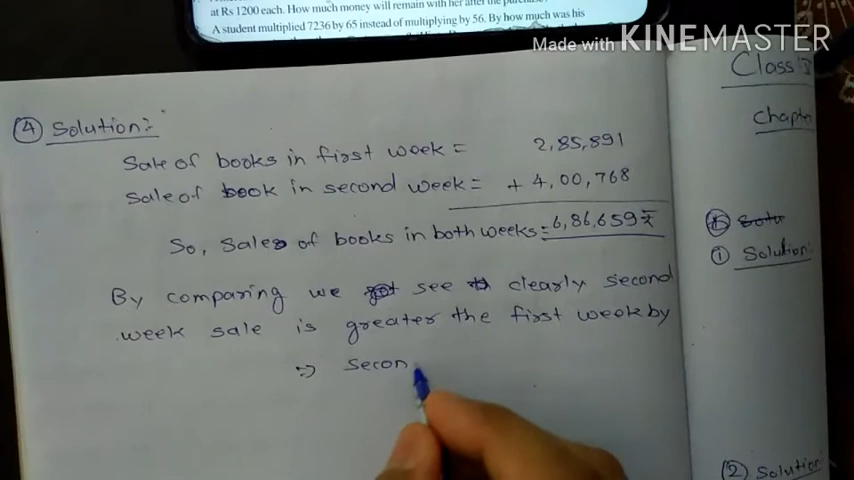 at Rs 1200 each. How much money will remain with her after the purchase
A student multiplied 7236 by 65 instead of multiplying by 56. By how much was his
Made with KINEMASTER
Class
chapter
④ Solution:-
Sale of books in first week = 2,85,891
Sale of book in second week = + 4,00,768
So, Sales of books in both weeks = 6,86,659 ₹
① Solution:
By comparing we see clearly second
week sale is greater the first week by
=> Secon
② Solution: